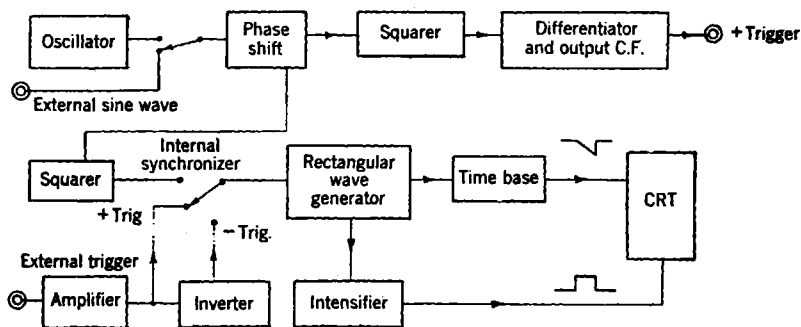 Oscillator
Phase
shift
Squarer
Differentiator
and output C.F.
+ Trigger
External sine wave
Internal
synchronizer
Squarer
Rectangular
wave
generator
Time base
CRT
+ Trig
– Trig.
External trigger
Amplifier
Inverter
Intensifier